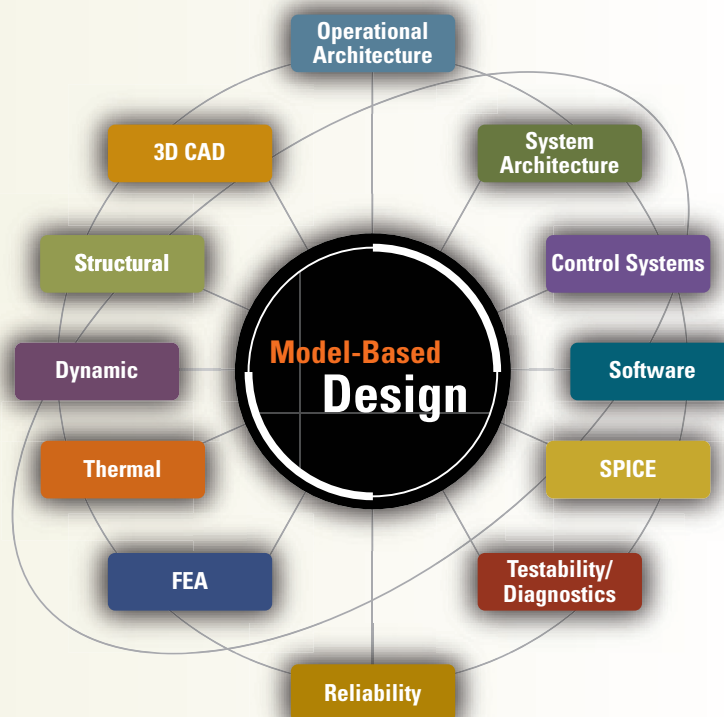 Operational
Architecture
3D CAD
System
Architecture
Structural
Control Systems
Model-Based
Design
Dynamic
Software
Thermal
SPICE
FEA
Testability/
Diagnostics
Reliability